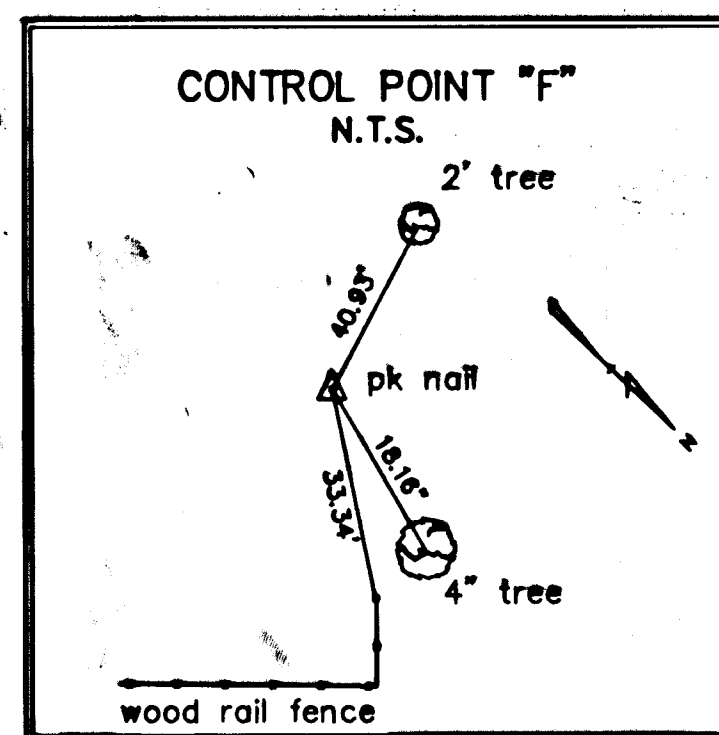 CONTROL POINT "F"
N.T.S.
2' tree
40.93"
pk nail
18.16"
33.34'
4" tree
wood rail fence
N